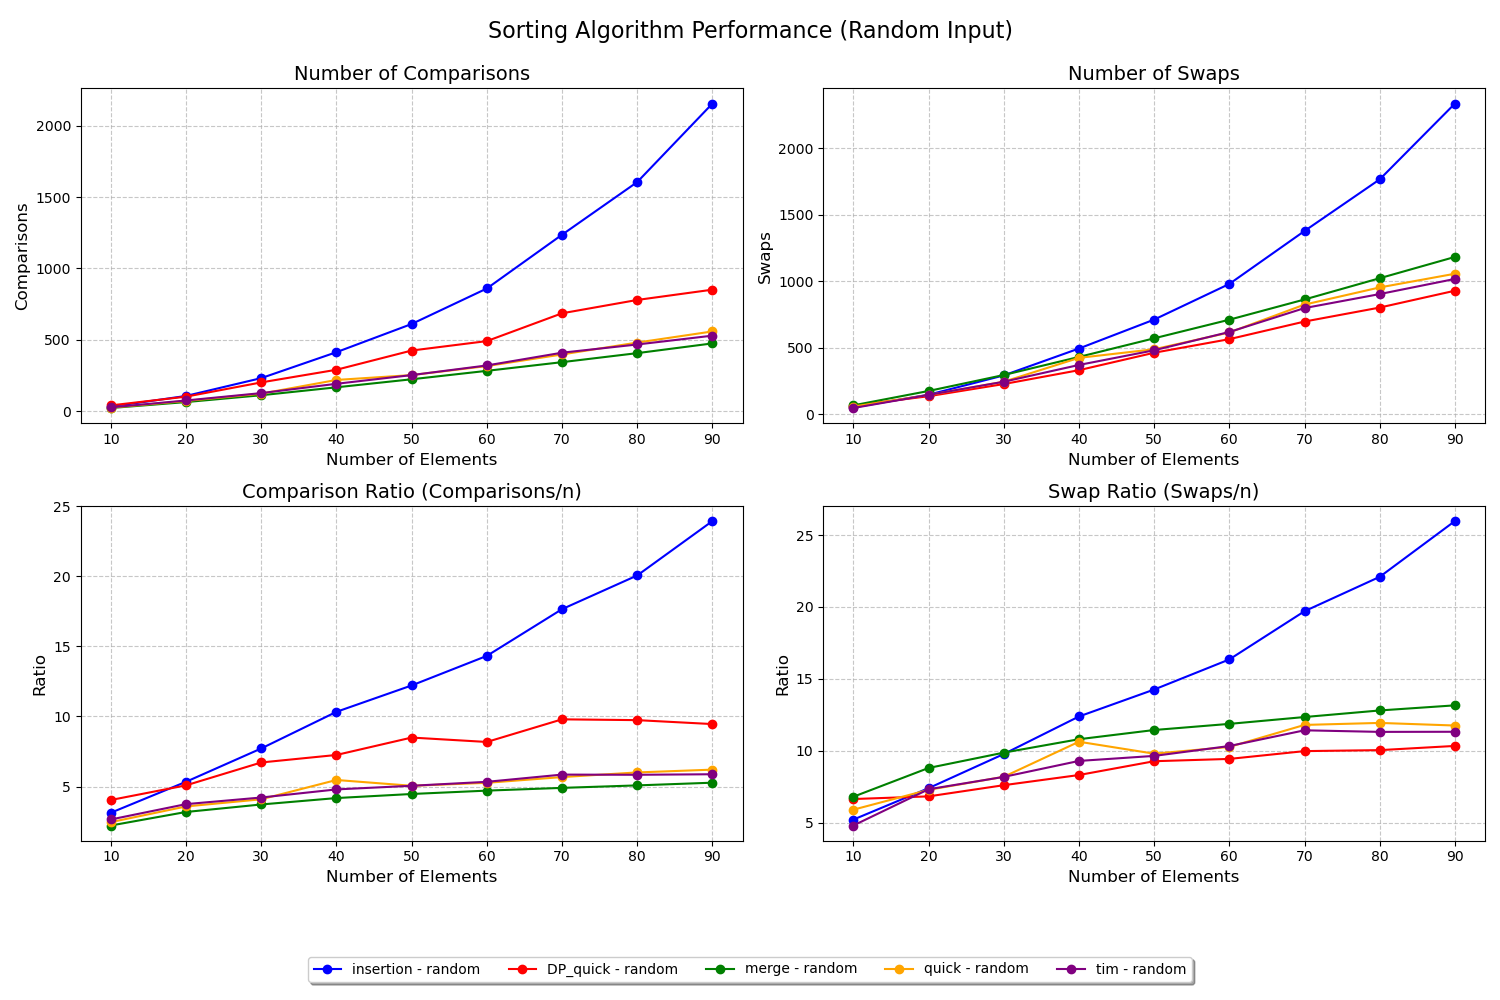 Sorting Algorithm Performance (Random Input)
Number of Comparisons
Comparisons
2000
1500
1000
500
0
10 20 30 40 50 60 70 80 90
Number of Elements
Number of Swaps
Swaps
2000
1500
1000
500
0
10 20 30 40 50 60 70 80 90
Number of Elements
Comparison Ratio (Comparisons/n)
Ratio
25
20
15
10
5
10 20 30 40 50 60 70 80 90
Number of Elements
Swap Ratio (Swaps/n)
Ratio
25
20
15
10
5
10 20 30 40 50 60 70 80 90
Number of Elements
insertion - random DP_quick - random merge - random quick - random tim - random